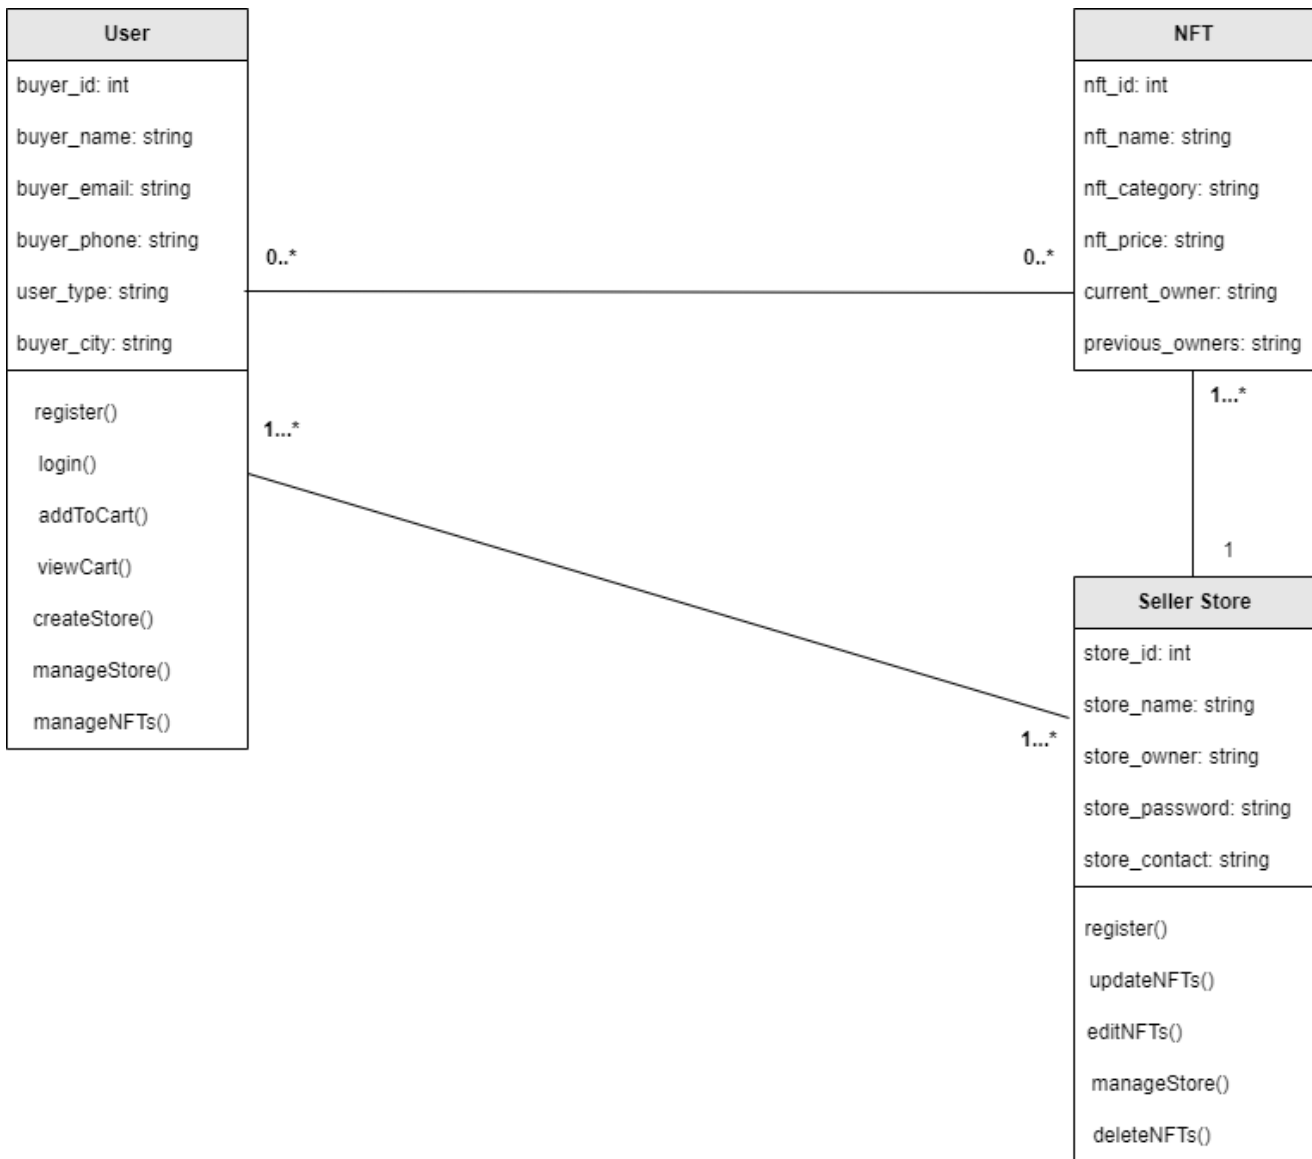 User
buyer_id: int
buyer_name: string
buyer_email: string
buyer_phone: string
user_type: string
buyer_city: string
register()
login()
addToCart()
viewCart()
createStore()
manageStore()
manageNFTs()
0..*
0..*
1...*
1...*
NFT
nft_id: int
nft_name: string
nft_category: string
nft_price: string
current_owner: string
previous_owners: string
1...*
1
Seller Store
store_id: int
store_name: string
store_owner: string
store_password: string
store_contact: string
register()
updateNFTs()
editNFTs()
manageStore()
deleteNFTs()